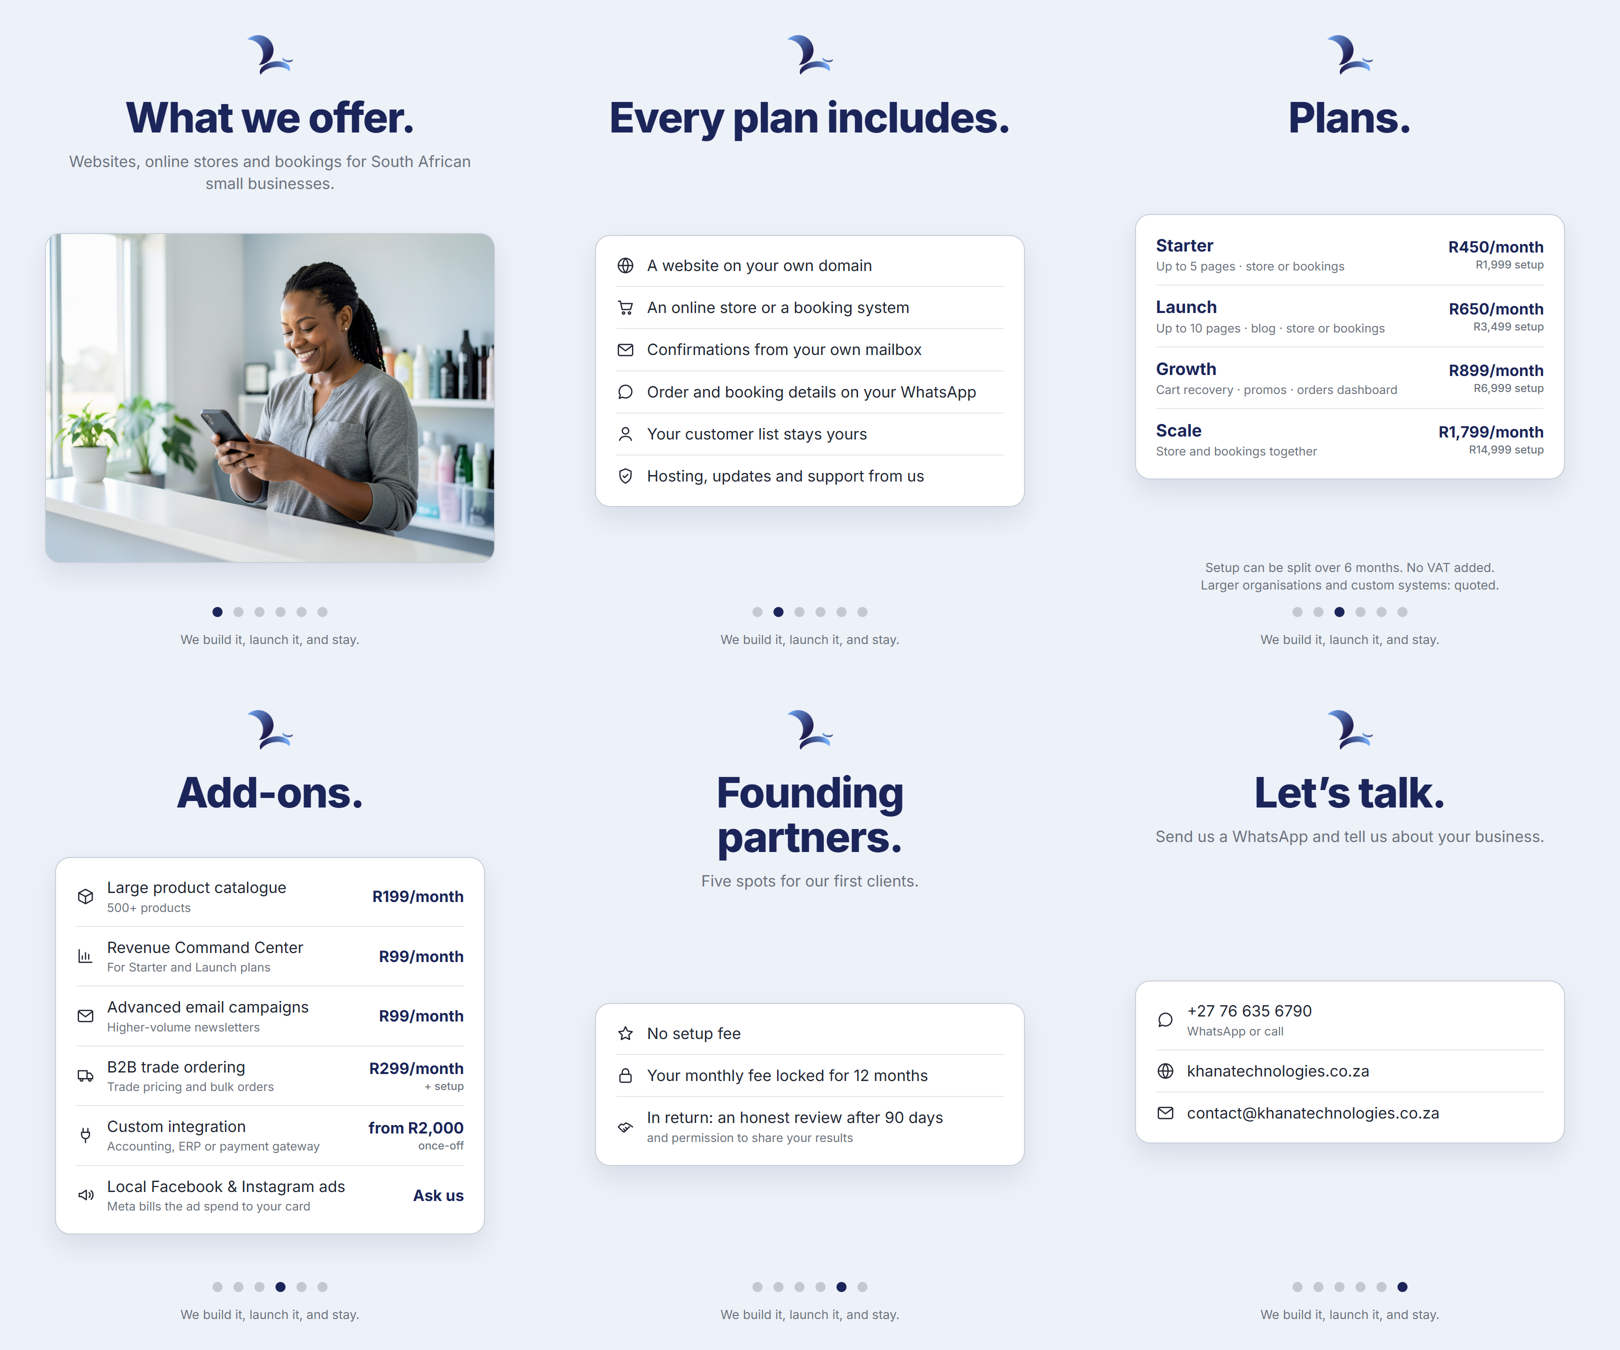 What we offer.
Websites, online stores and bookings for South African
small businesses.
We build it, launch it, and stay.
Every plan includes.
A website on your own domain
An online store or a booking system
Confirmations from your own mailbox
Order and booking details on your WhatsApp
Your customer list stays yours
Hosting, updates and support from us
We build it, launch it, and stay.
Plans.
Starter R450/month
Up to 5 pages · store or bookings R1,999 setup
Launch R650/month
Up to 10 pages · blog · store or bookings R3,499 setup
Growth R899/month
Cart recovery · promos · orders dashboard R6,999 setup
Scale R1,799/month
Store and bookings together R14,999 setup
Setup can be split over 6 months. No VAT added.
Larger organisations and custom systems: quoted.
We build it, launch it, and stay.
Add-ons.
Large product catalogue R199/month
500+ products
Revenue Command Center R99/month
For Starter and Launch plans
Advanced email campaigns R99/month
Higher-volume newsletters
B2B trade ordering R299/month
Trade pricing and bulk orders + setup
Custom integration from R2,000
Accounting, ERP or payment gateway once-off
Local Facebook & Instagram ads Ask us
Meta bills the ad spend to your card
We build it, launch it, and stay.
Founding
partners.
Five spots for our first clients.
No setup fee
Your monthly fee locked for 12 months
In return: an honest review after 90 days
and permission to share your results
We build it, launch it, and stay.
Let’s talk.
Send us a WhatsApp and tell us about your business.
+27 76 635 6790
WhatsApp or call
khanatechnologies.co.za
contact@khanatechnologies.co.za
We build it, launch it, and stay.